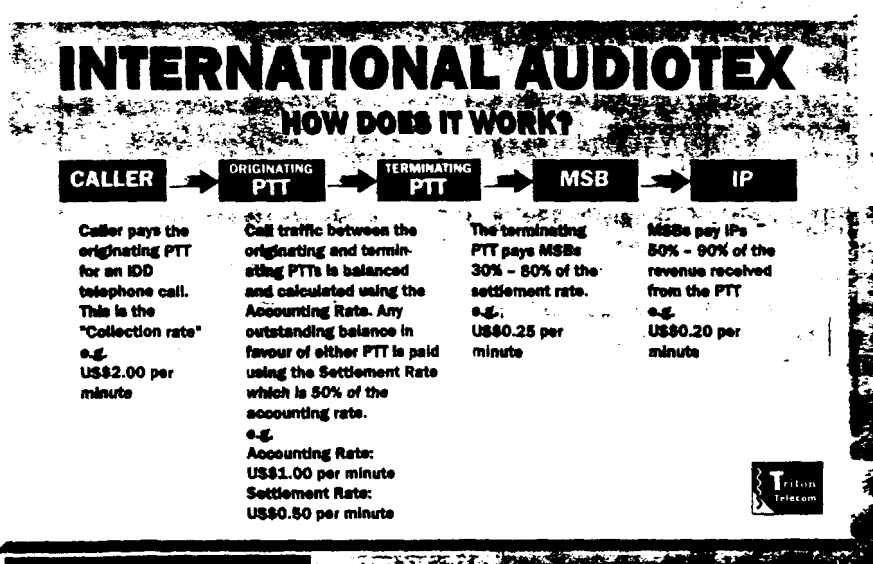 INTERNATIONAL AUDIOTEX
HOW DOES IT WORK?
CALLER
ORIGINATING
PTT
TERMINATING
PTT
MSB
IP
Caller pays the
originating PTT
for an IDD
telephone call.
This is the
"Collection rate"
e.g.
US$2.00 per
minute
Call traffic between the
originating and termin-
ating PTTs is balanced
and calculated using the
Accounting Rate. Any
outstanding balance in
favour of either PTT is paid
using the Settlement Rate
which is 50% of the
accounting rate.
e.g.
Accounting Rate:
US$1.00 per minute
Settlement Rate:
US$0.50 per minute
The terminating
PTT pays MSBs
30% - 80% of the
settlement rate.
e.g.
US$0.25 per
minute
MSBs pay IPs
50% - 90% of the
revenue received
from the PTT
e.g.
US$0.20 per
minute
Triton
Telecom